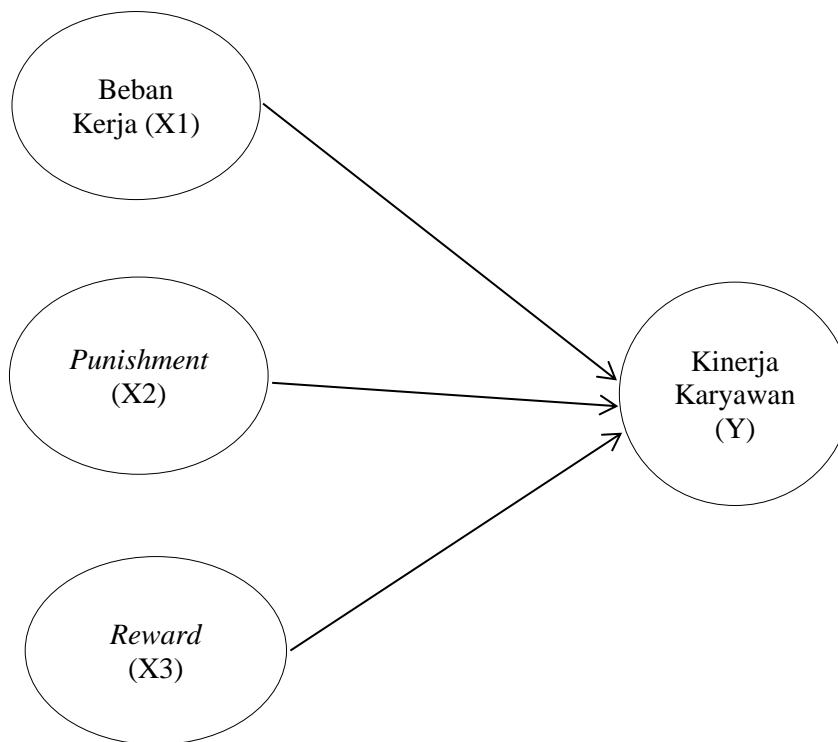 Beban
Kerja (X1)
Punishment
(X2)
Kinerja
Karyawan
(Y)
Reward
(X3)